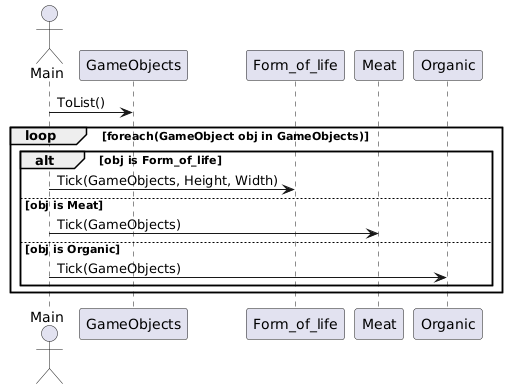 Main
GameObjects
Form_of_life
Meat
Organic
ToList()
loop [foreach(GameObject obj in GameObjects)]
alt [obj is Form_of_life]
Tick(GameObjects, Height, Width)
[obj is Meat]
Tick(GameObjects)
[obj is Organic]
Tick(GameObjects)
Main
GameObjects
Form_of_life
Meat
Organic